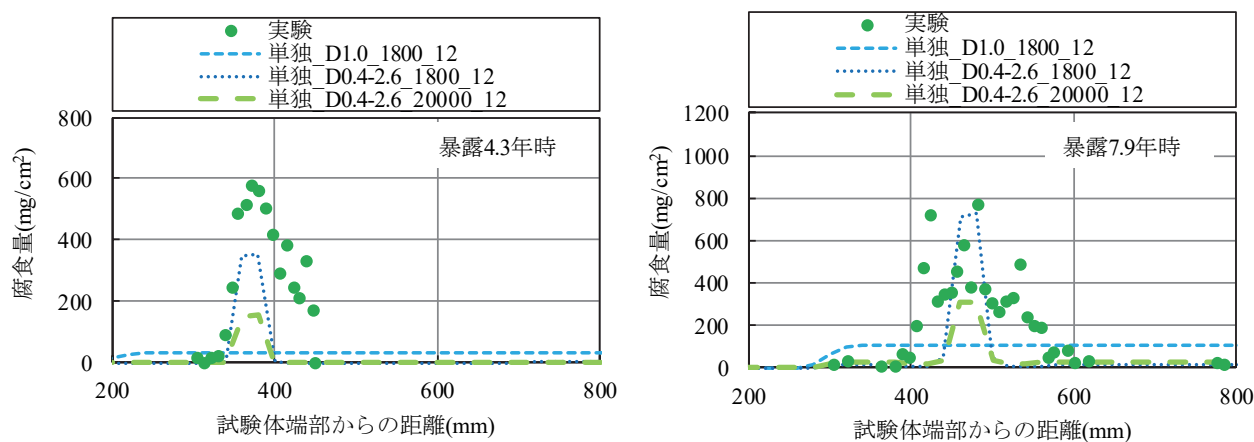 実験
単独_D1.0_1800_12
単独_D0.4-2.6_1800_12
単独_D0.4-2.6_20000_12
800
600
400
200
0
腐食量(mg/cm²)
暴露4.3年時
200
400
600
800
試験体端部からの距離(mm)
実験
単独_D1.0_1800_12
単独_D0.4-2.6_1800_12
単独_D0.4-2.6_20000_12
1200
1000
800
600
400
200
0
腐食量(mg/cm²)
暴露7.9年時
200
400
600
800
試験体端部からの距離(mm)